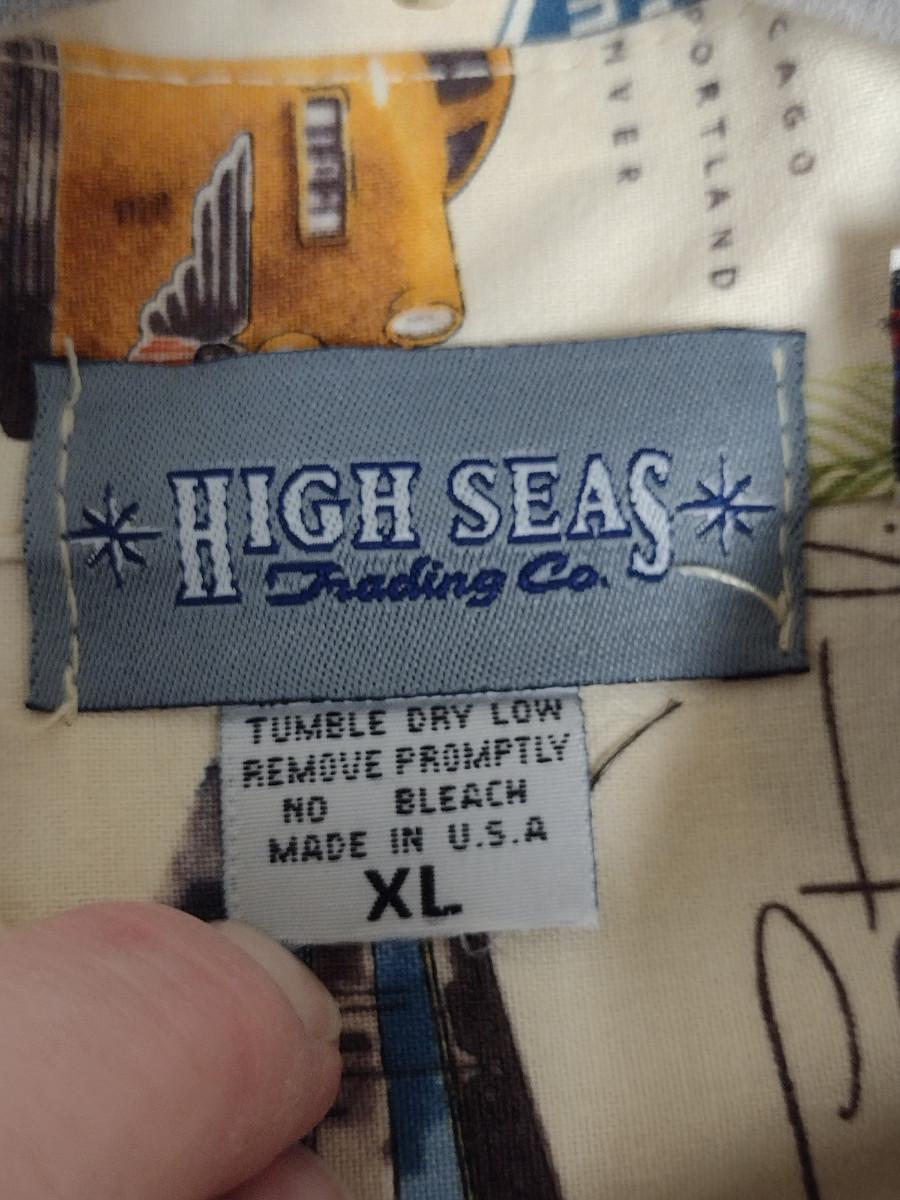 PORTLAND
HIGH SEAS
Trading Co.
TUMBLE DRY LOW
REMOVE PROMPTLY
NO BLEACH
MADE IN U.S.A
XL